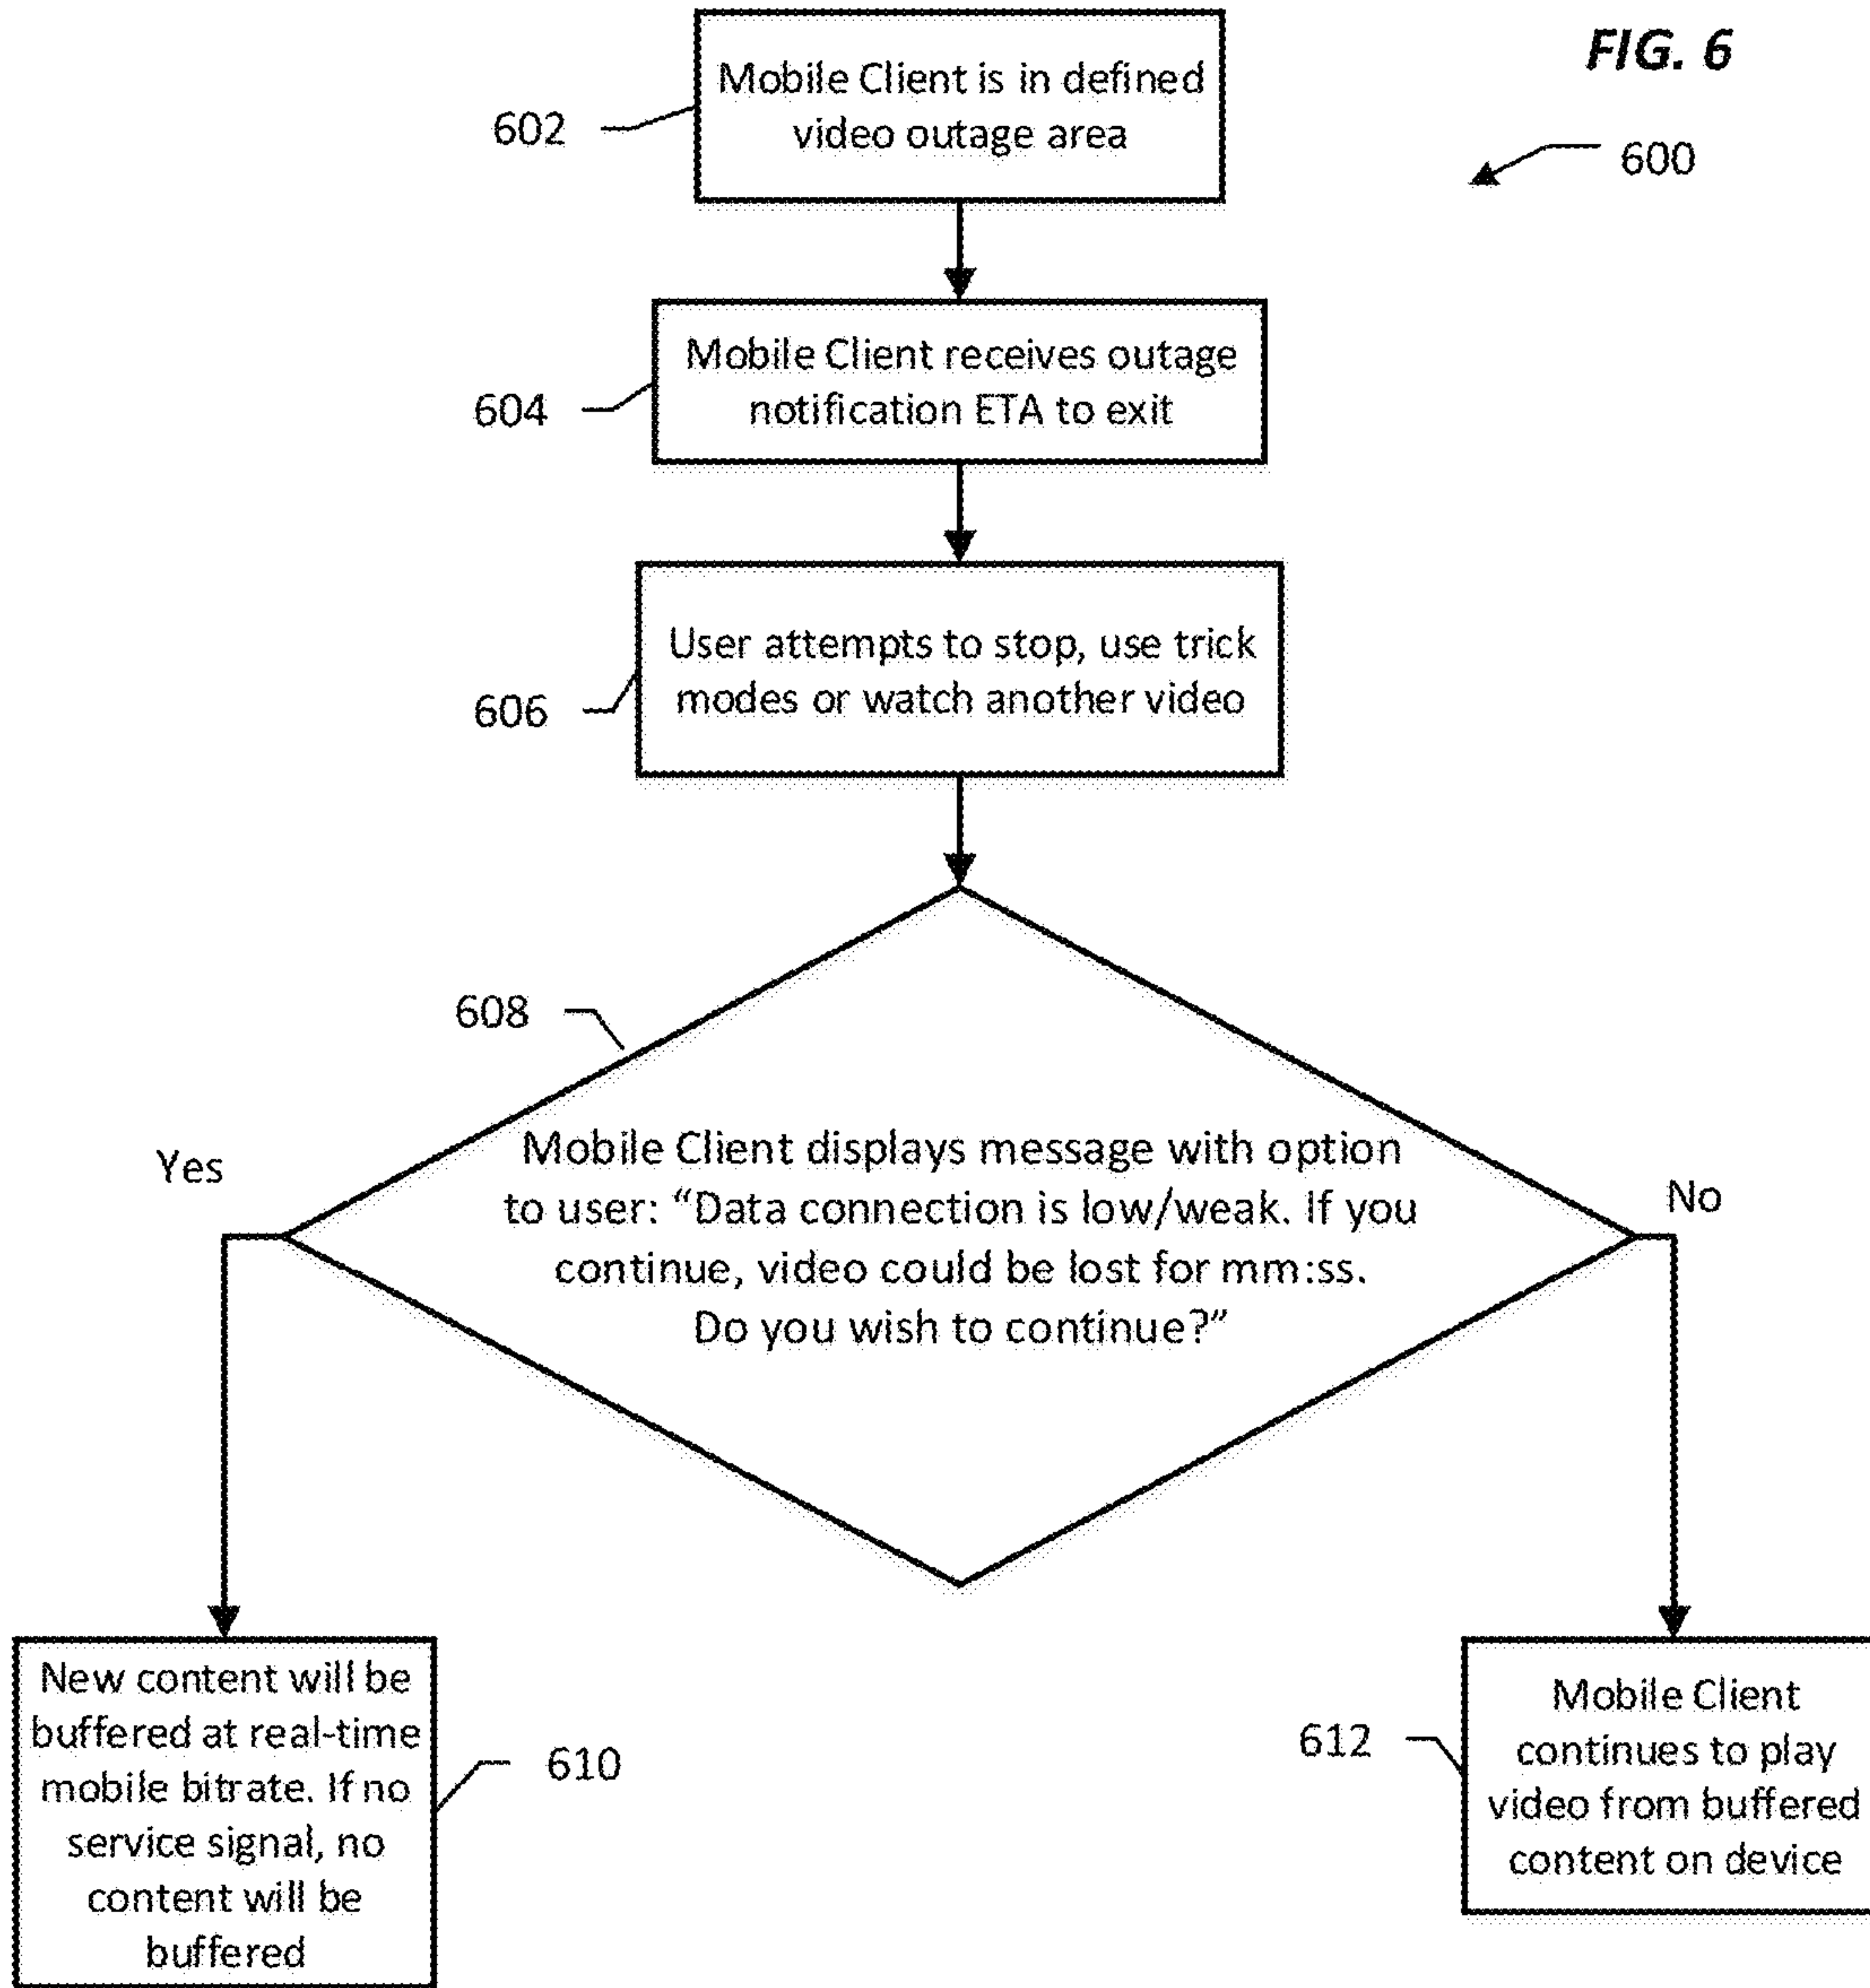 FIG. 6
600
Mobile Client is in defined
video outage area
602
Mobile Client receives outage
notification ETA to exit
604
User attempts to stop, use trick
modes or watch another video
606
608
Mobile Client displays message with option
to user: “Data connection is low/weak. If you
continue, video could be lost for mm:ss.
Do you wish to continue?”
Yes
No
New content will be
buffered at real-time
mobile bitrate. If no
service signal, no
content will be
buffered
610
612
Mobile Client
continues to play
video from buffered
content on device